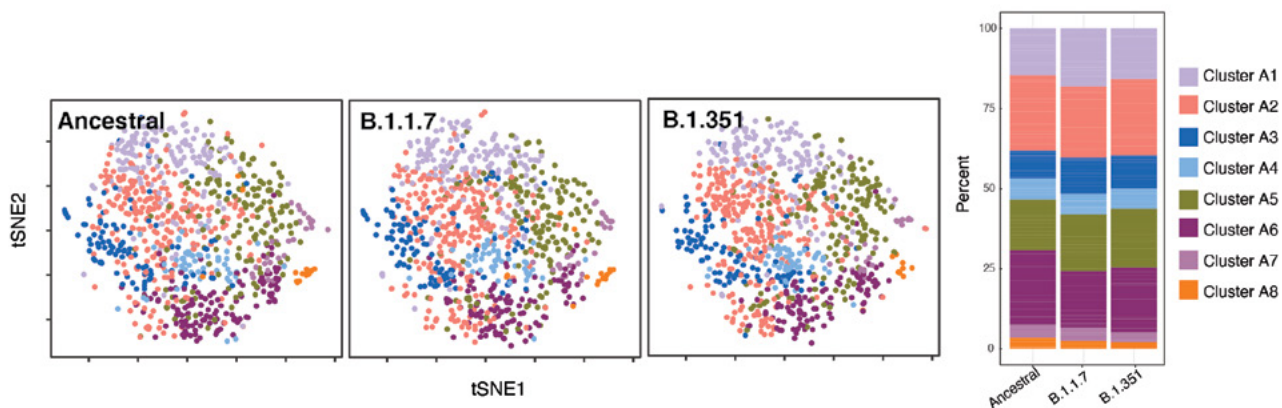 Ancestral
B.1.1.7
B.1.351
tSNE2
tSNE1
Percent
100
75
50
25
0
Ancestral
B.1.1.7
B.1.351
Cluster A1
Cluster A2
Cluster A3
Cluster A4
Cluster A5
Cluster A6
Cluster A7
Cluster A8